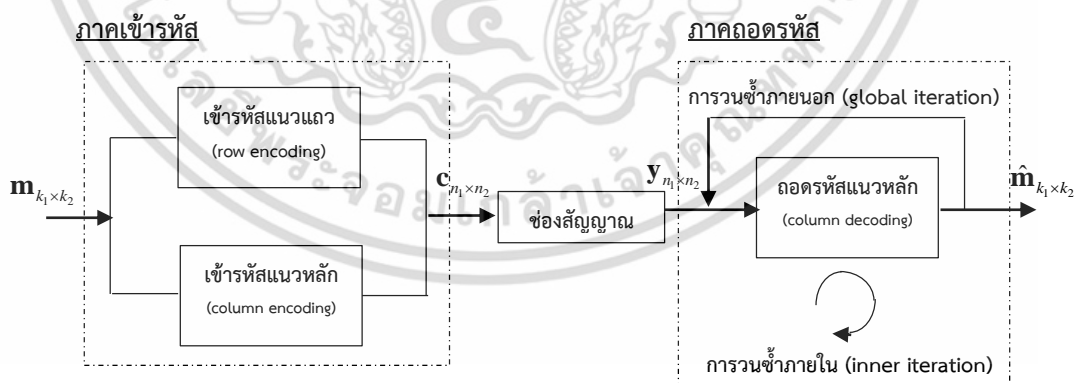 ภาคเข้ารหัส
ภาคถอดรหัส
เข้ารหัสแนวแถว
(row encoding)
เข้ารหัสแนวหลัก
(column encoding)
m k₁×k₂
c n₁×n₂
ช่องสัญญาณ
y n₁×n₂
การวนซ้ำภายนอก (global iteration)
ถอดรหัสแนวหลัก
(column decoding)
m̂ k₁×k₂
การวนซ้ำภายใน (inner iteration)